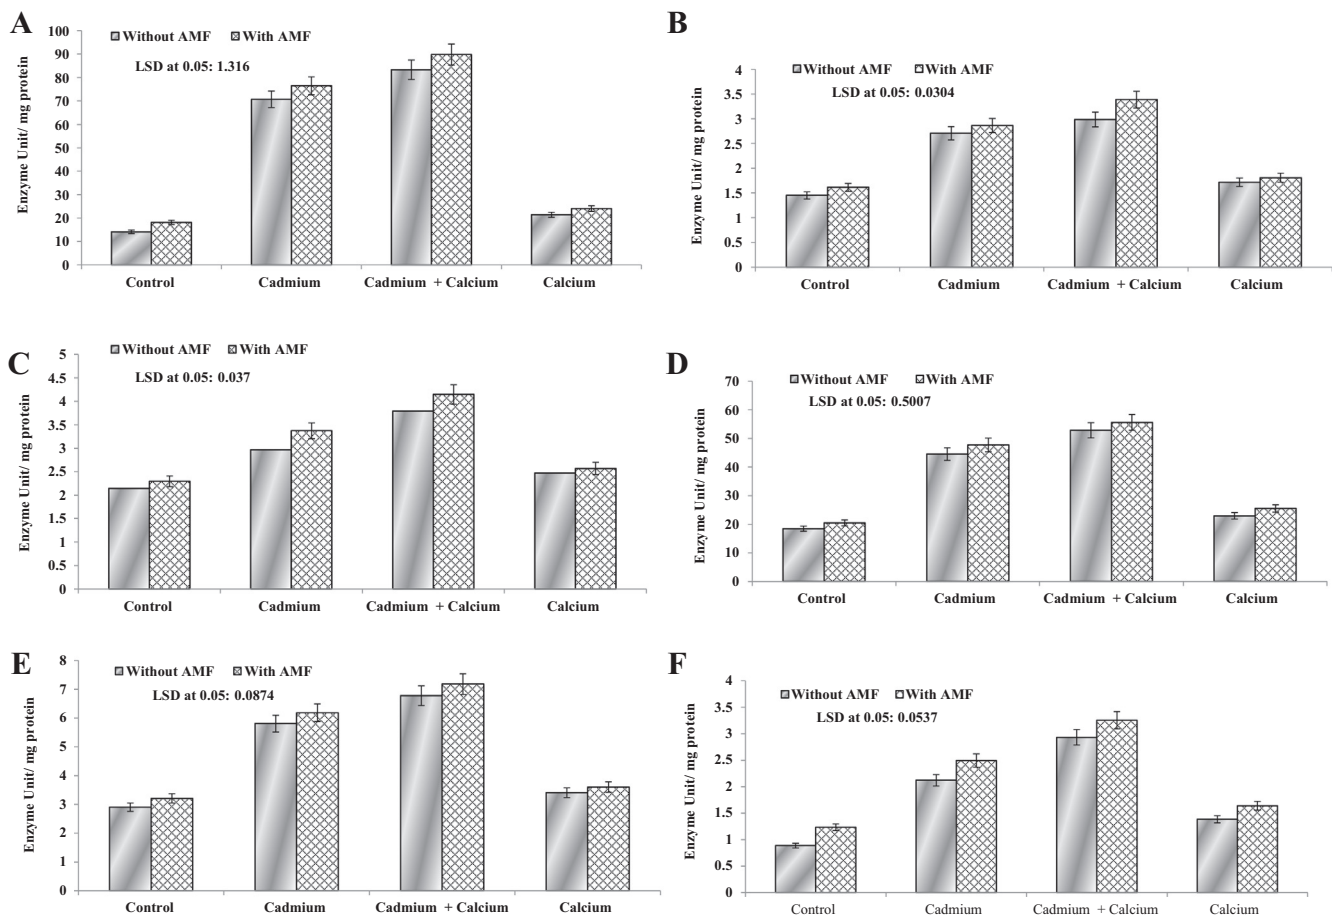 A
Without AMF With AMF
LSD at 0.05: 1.316
Enzyme Unit/ mg protein
100
90
80
70
60
50
40
30
20
10
0
Control Cadmium Cadmium + Calcium Calcium
B
Without AMF With AMF
LSD at 0.05: 0.0304
Enzyme Unit/ mg protein
4
3.5
3
2.5
2
1.5
1
0.5
0
Control Cadmium Cadmium + Calcium Calcium
C
Without AMF With AMF
LSD at 0.05: 0.037
Enzyme Unit/ mg protein
5
4.5
4
3.5
3
2.5
2
1.5
1
0.5
0
Control Cadmium Cadmium + Calcium Calcium
D
Without AMF With AMF
LSD at 0.05: 0.5007
Enzyme Unit/ mg protein
70
60
50
40
30
20
10
0
Control Cadmium Cadmium + Calcium Calcium
E
Without AMF With AMF
LSD at 0.05: 0.0874
Enzyme Unit/ mg protein
8
7
6
5
4
3
2
1
0
Control Cadmium Cadmium + Calcium Calcium
F
Without AMF With AMF
LSD at 0.05: 0.0537
Enzyme Unit/ mg protein
4
3.5
3
2.5
2
1.5
1
0.5
0
Control Cadmium Cadmium + Calcium Calcium